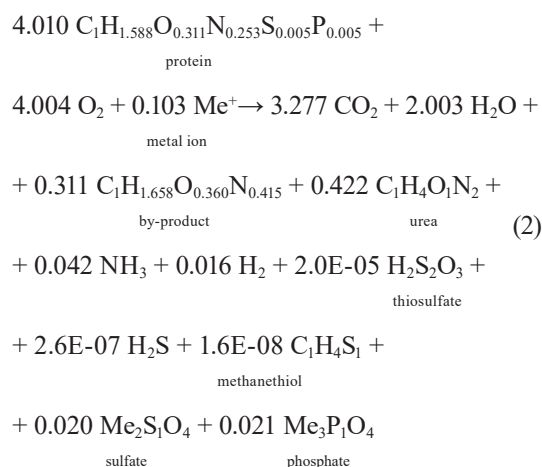 4.010 C₁H₁.₅₈₈O₀.₃₁₁N₀.₂₅₃S₀.₀₀₅P₀.₀₀₅ +
protein
4.004 O₂ + 0.103 Me⁺→ 3.277 CO₂ + 2.003 H₂O +
metal ion
+ 0.311 C₁H₁.₆₅₈O₀.₃₆₀N₀.₄₁₅ + 0.422 C₁H₄O₁N₂ +
by-product urea
(2)
+ 0.042 NH₃ + 0.016 H₂ + 2.0E-05 H₂S₂O₃ +
thiosulfate
+ 2.6E-07 H₂S + 1.6E-08 C₁H₄S₁ +
methanethiol
+ 0.020 Me₂S₁O₄ + 0.021 Me₃P₁O₄
sulfate phosphate